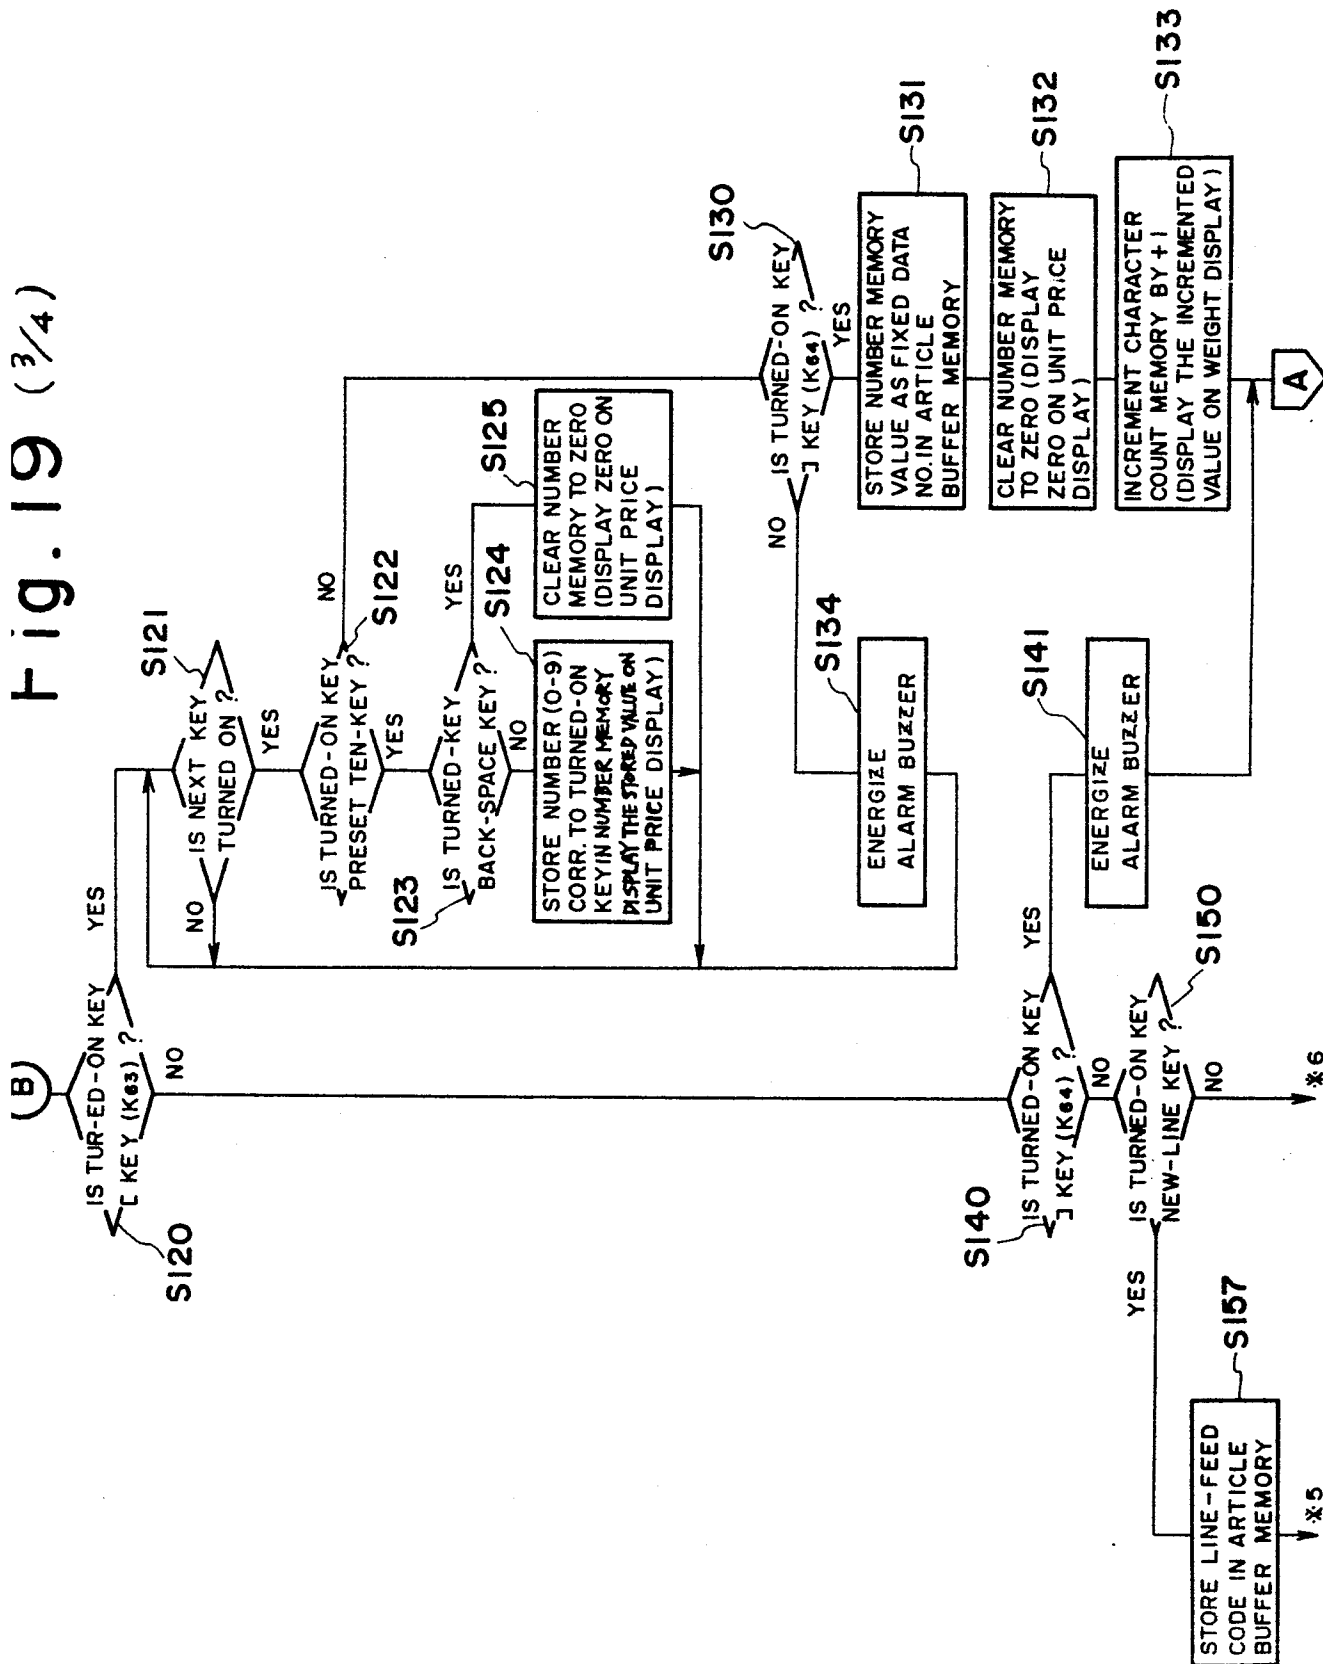 Fig.19 (3/4)
B
IS TUR-ED-ON KEY
[ KEY (K63) ?
S120
YES
NO
IS NEXT KEY
TURNED ON ?
S121
NO
YES
IS TURNED-ON KEY
PRESET TEN-KEY ?
S122
NO
YES
IS TURNED-KEY
BACK-SPACE KEY ?
S123
YES
NO
STORE NUMBER (0-9)
CORR. TO TURNED-ON
KEY IN NUMBER MEMORY
DISPLAY THE STORED VALUE ON
UNIT PRICE DISPLAY)
S124
CLEAR NUMBER
MEMORY TO ZERO
(DISPLAY ZERO ON
UNIT PRICE
DISPLAY)
S125
IS TURNED-ON KEY
] KEY (K64) ?
S130
NO
YES
STORE NUMBER MEMORY
VALUE AS FIXED DATA
NO. IN ARTICLE
BUFFER MEMORY
S131
CLEAR NUMBER MEMORY
TO ZERO (DISPLAY
ZERO ON UNIT PRICE
DISPLAY)
S132
INCREMENT CHARACTER
COUNT MEMORY BY +1
(DISPLAY THE INCREMENTED
VALUE ON WEIGHT DISPLAY)
S133
ENERGIZE
ALARM BUZZER
S134
IS TURNED-ON KEY
] KEY (K64) ?
S140
YES
NO
ENERGIZE
ALARM BUZZER
S141
A
IS TURNED-ON KEY
NEW-LINE KEY ?
S150
YES
NO
STORE LINE-FEED
CODE IN ARTICLE
BUFFER MEMORY
S157
※5
※6